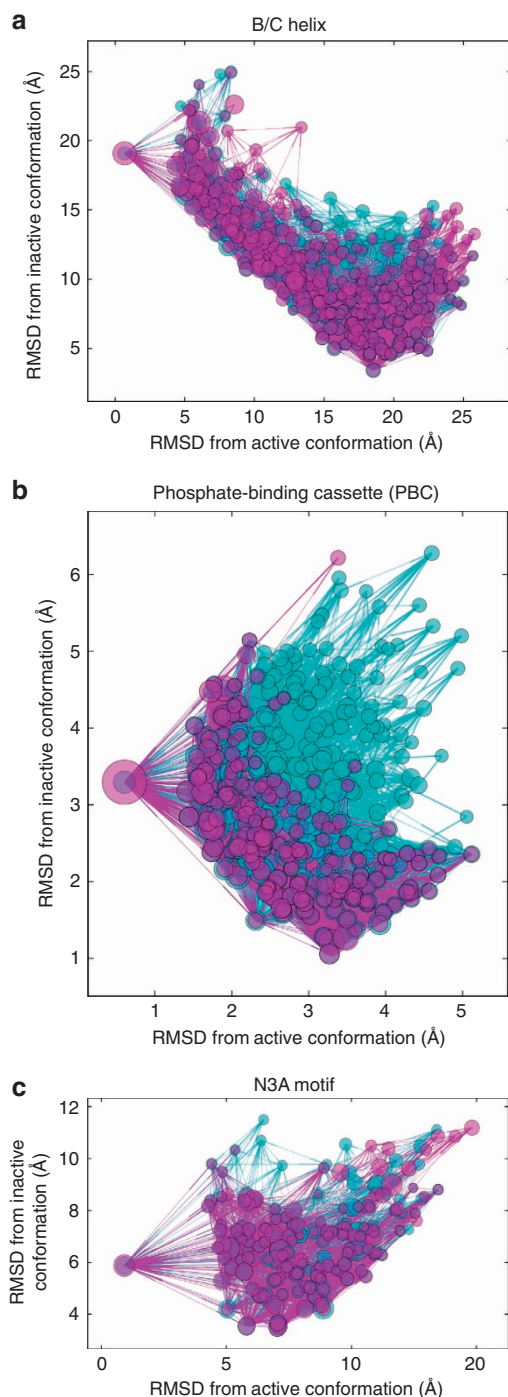 a
B/C helix
25
20
15
10
5
RMSD from inactive conformation (Å)
0 5 10 15 20 25
RMSD from active conformation (Å)
b
Phosphate-binding cassette (PBC)
6
5
4
3
2
1
RMSD from inactive conformation (Å)
1 2 3 4 5
RMSD from active conformation (Å)
c
N3A motif
12
10
8
6
4
RMSD from inactive
conformation (Å)
0 5 10 20
RMSD from active conformation (Å)